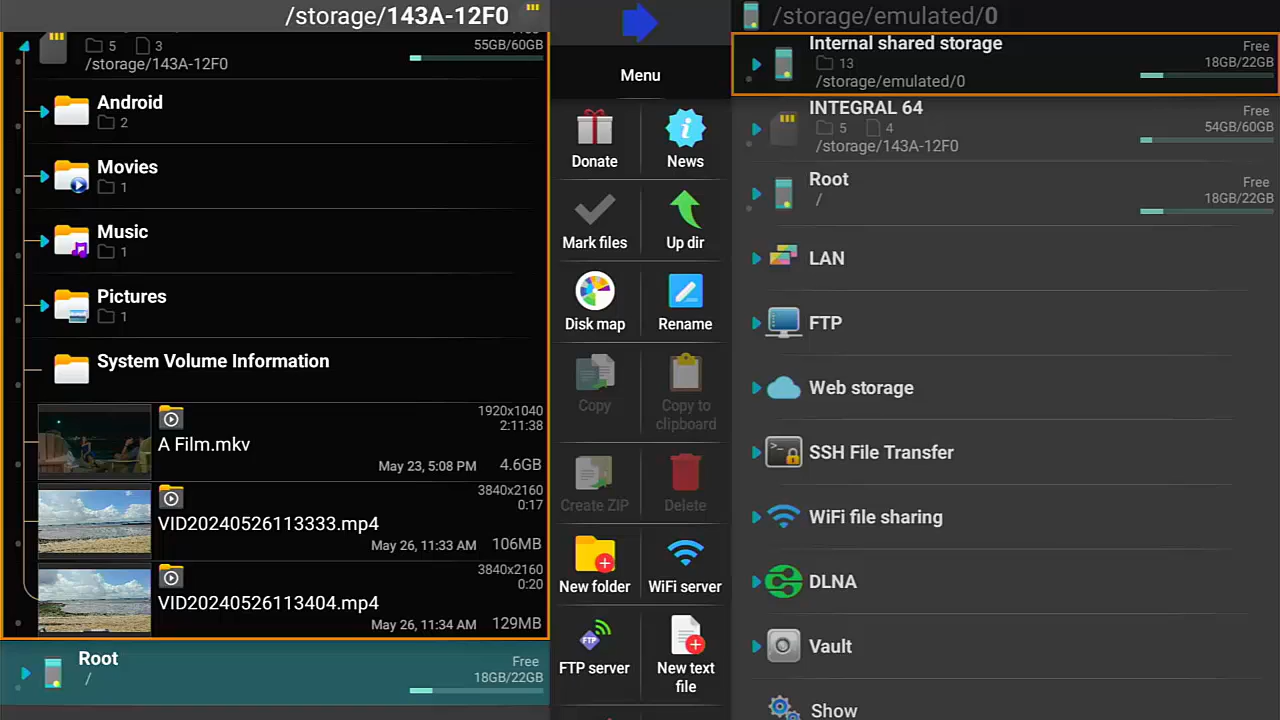 /storage/143A-12F0
5 3
/storage/143A-12F0
Free
55GB/60GB
Android
2
Movies
1
Music
1
Pictures
1
System Volume Information
A Film.mkv
1920x1040
2:11:38
May 23, 5:08 PM 4.6GB
VID20240526113333.mp4
3840x2160
0:17
May 26, 11:33 AM 106MB
VID20240526113404.mp4
3840x2160
0:20
May 26, 11:34 AM 129MB
Root
/
Free
18GB/22GB
Menu
Donate
News
Mark files
Up dir
Disk map
Rename
Copy
Copy to
clipboard
Create ZIP
Delete
New folder
WiFi server
FTP
FTP server
New text
file
/storage/emulated/0
Internal shared storage
13
/storage/emulated/0
Free
18GB/22GB
INTEGRAL 64
5 4
/storage/143A-12F0
Free
54GB/60GB
Root
/
Free
18GB/22GB
LAN
FTP
Web storage
SSH File Transfer
WiFi file sharing
DLNA
Vault
Show